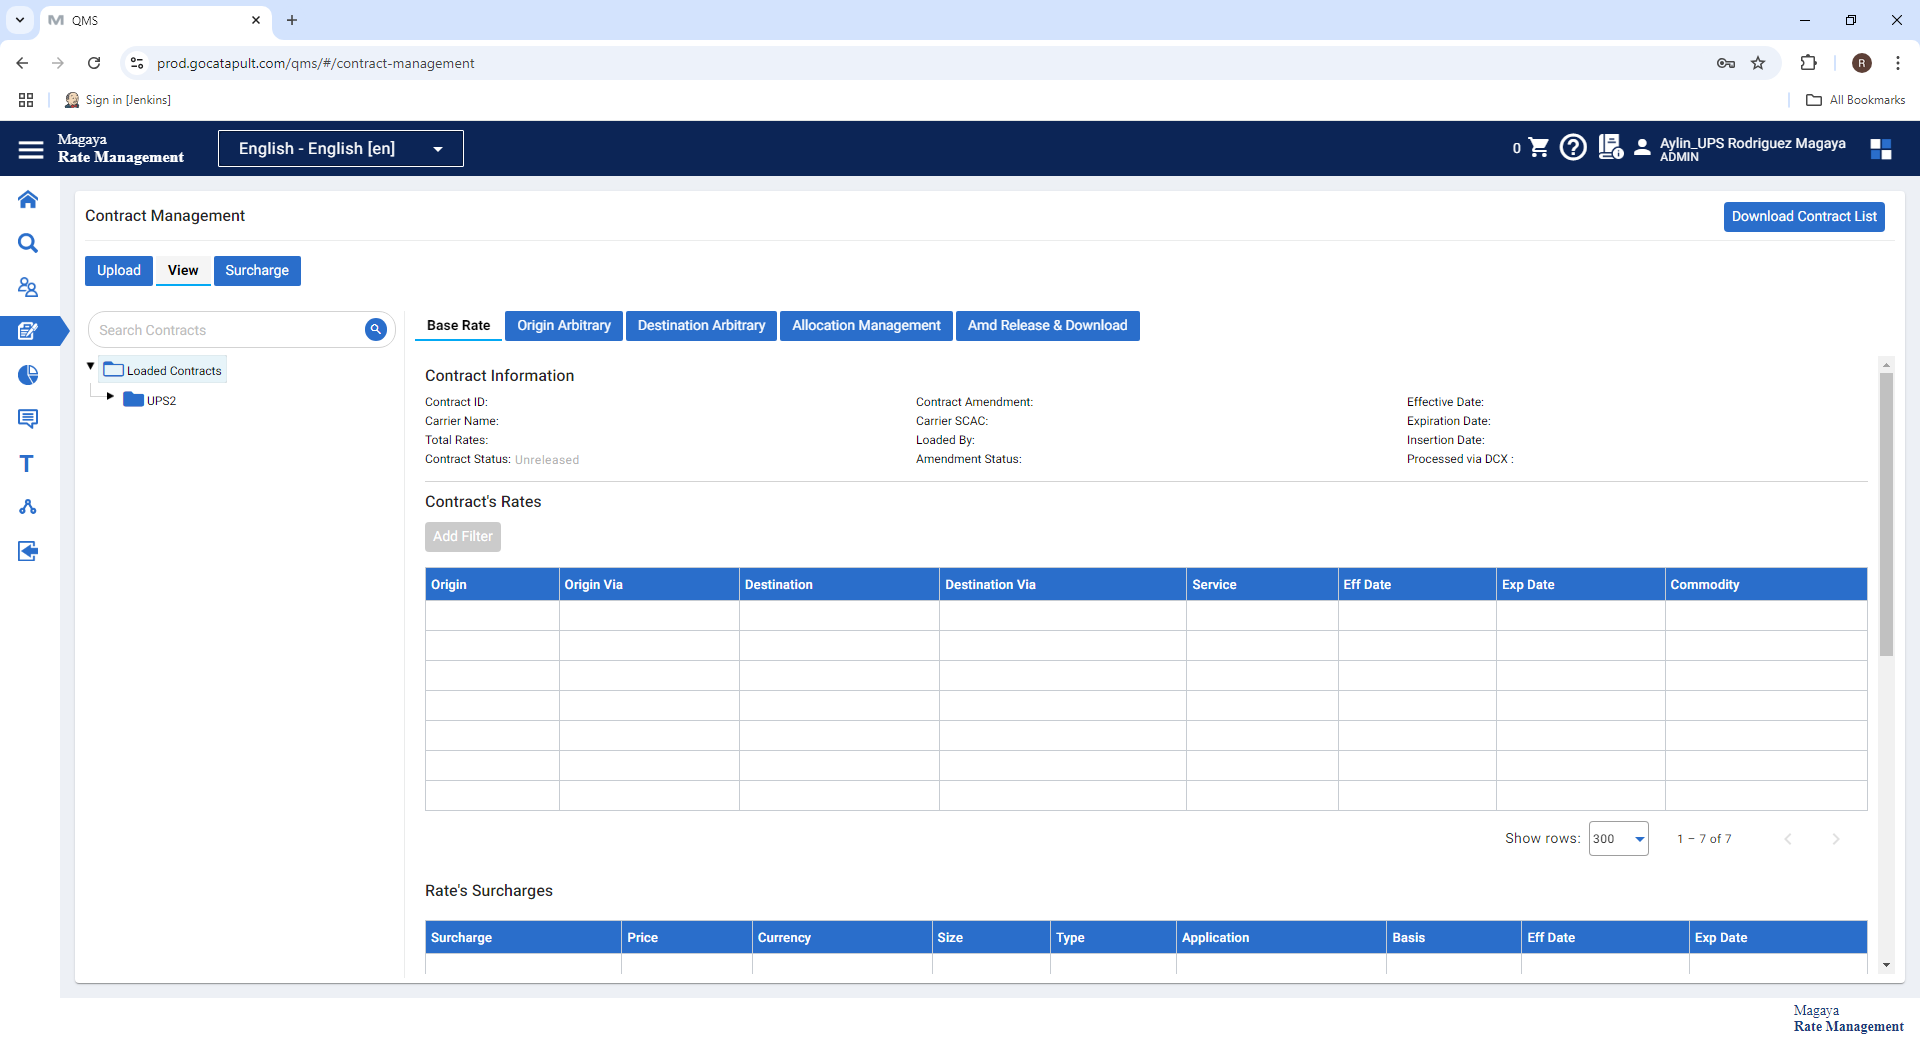 QMS
prod.gocatapult.com/qms/#/contract-management
R
Sign in [Jenkins]
All Bookmarks
Magaya
Rate Management
English - English [en]
0
Aylin_UPS Rodriguez Magaya
ADMIN
Contract Management
Download Contract List
Upload
View
Surcharge
Search Contracts
Loaded Contracts
UPS2
Base Rate
Origin Arbitrary
Destination Arbitrary
Allocation Management
Amd Release & Download
Contract Information
Contract ID:
Contract Amendment:
Effective Date:
Carrier Name:
Carrier SCAC:
Expiration Date:
Total Rates:
Loaded By:
Insertion Date:
Contract Status: Unreleased
Amendment Status:
Processed via DCX :
Contract's Rates
Add Filter
Origin
Origin Via
Destination
Destination Via
Service
Eff Date
Exp Date
Commodity
Show rows:
300
1 – 7 of 7
Rate's Surcharges
Surcharge
Price
Currency
Size
Type
Application
Basis
Eff Date
Exp Date
Magaya
Rate Management